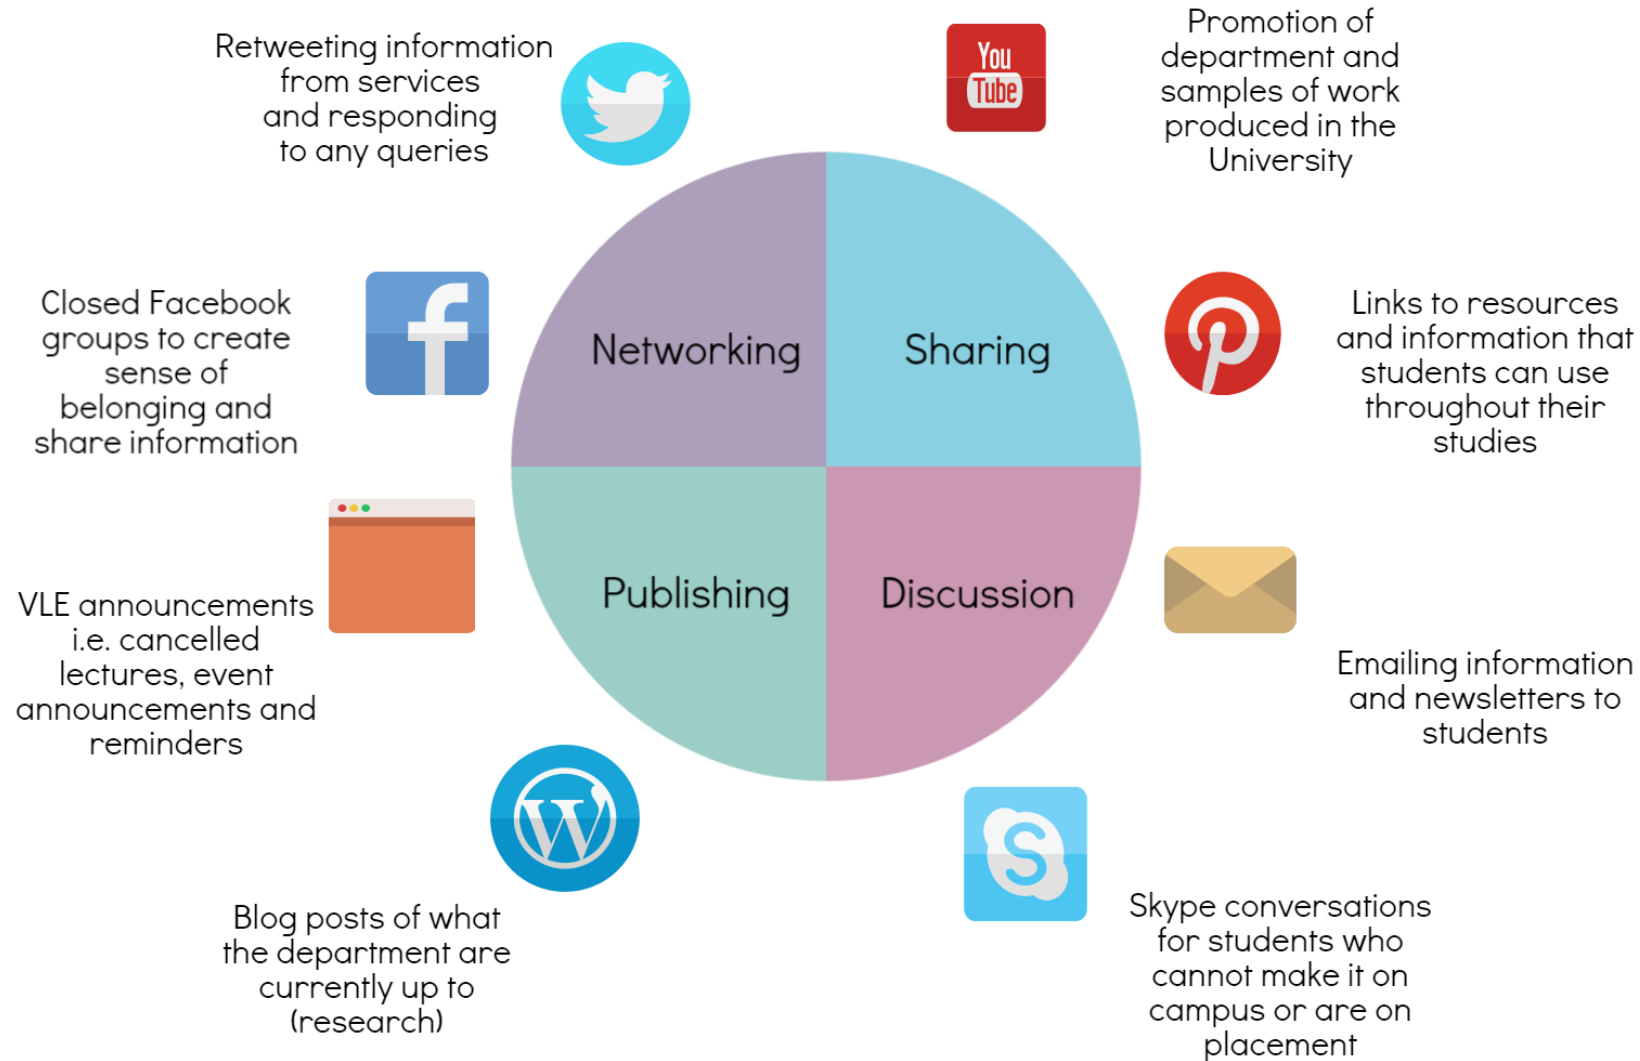 Retweeting information
from services
and responding
to any queries
You
Tube
Promotion of
department and
samples of work
produced in the
University
Closed Facebook
groups to create
sense of
belonging and
share information
Networking
Sharing
Links to resources
and information that
students can use
throughout their
studies
VLE announcements
i.e. cancelled
lectures, event
announcements and
reminders
Publishing
Discussion
Emailing information
and newsletters to
students
Blog posts of what
the department are
currently up to
(research)
Skype conversations
for students who
cannot make it on
campus or are on
placement